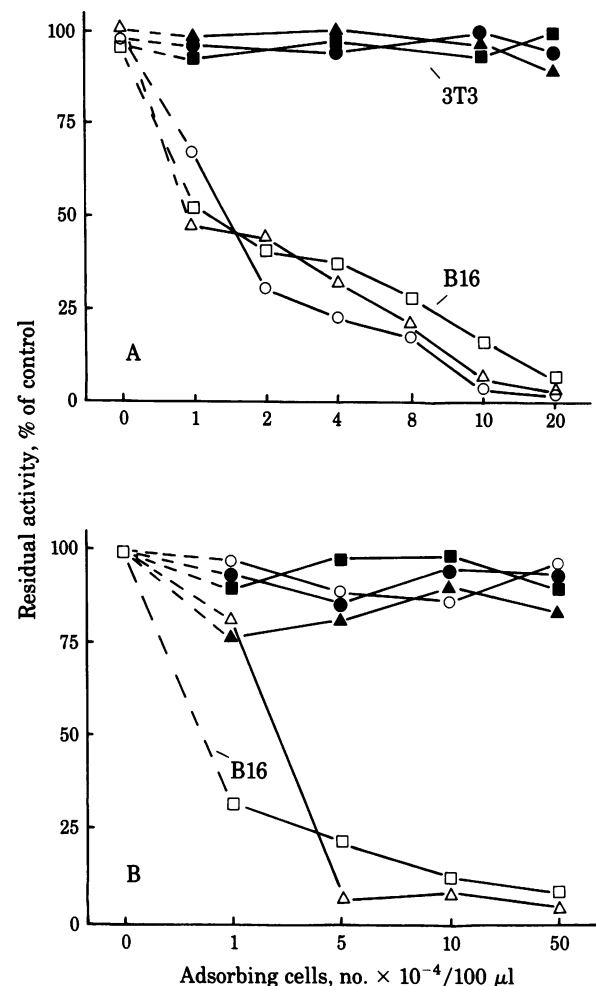 100
75
50
25
0
3T3
B16
A
0 1 2 4 8 10 20
Residual activity, % of control
100
75
50
25
0
B16
B
0 1 5 10 50
Adsorbing cells, no. × 10⁻⁴/100 μl